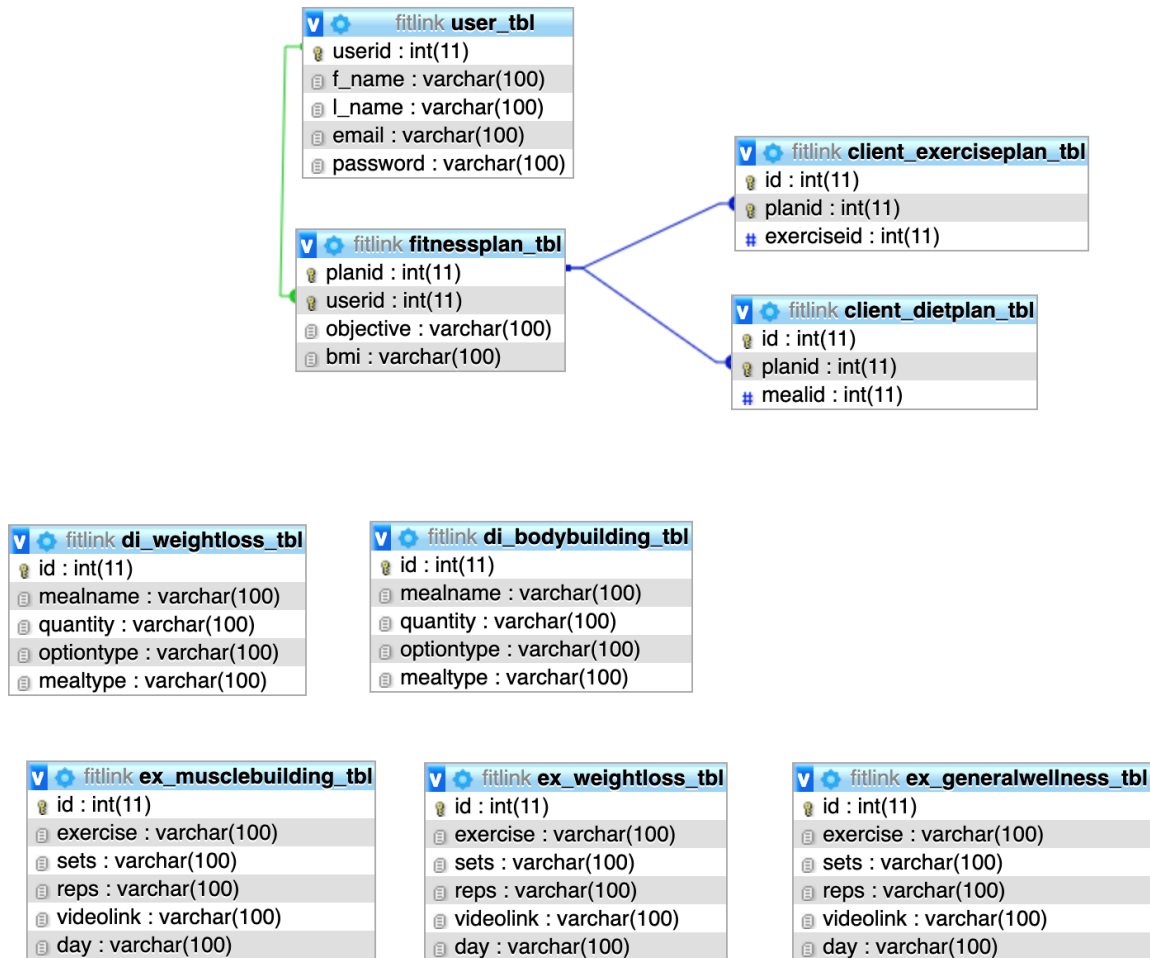 fitlink user_tbl
userid : int(11)
f_name : varchar(100)
l_name : varchar(100)
email : varchar(100)
password : varchar(100)
fitlink client_exerciseplan_tbl
id : int(11)
planid : int(11)
# exerciseid : int(11)
fitlink fitnessplan_tbl
planid : int(11)
userid : int(11)
objective : varchar(100)
bmi : varchar(100)
fitlink client_dietplan_tbl
id : int(11)
planid : int(11)
# mealid : int(11)
fitlink di_weightloss_tbl
id : int(11)
mealname : varchar(100)
quantity : varchar(100)
optiontype : varchar(100)
mealtype : varchar(100)
fitlink di_bodybuilding_tbl
id : int(11)
mealname : varchar(100)
quantity : varchar(100)
optiontype : varchar(100)
mealtype : varchar(100)
fitlink ex_musclebuilding_tbl
id : int(11)
exercise : varchar(100)
sets : varchar(100)
reps : varchar(100)
videolink : varchar(100)
day : varchar(100)
fitlink ex_weightloss_tbl
id : int(11)
exercise : varchar(100)
sets : varchar(100)
reps : varchar(100)
videolink : varchar(100)
day : varchar(100)
fitlink ex_generalwellness_tbl
id : int(11)
exercise : varchar(100)
sets : varchar(100)
reps : varchar(100)
videolink : varchar(100)
day : varchar(100)